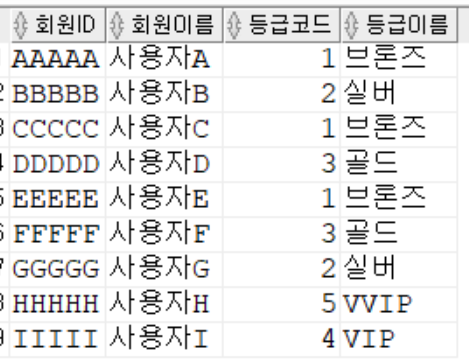 회원ID 회원이름 등급코드 등급이름
AAAAA 사용자A 1 브론즈
2 BBBBB 사용자B 2 실버
3 CCCCC 사용자C 1 브론즈
4 DDDDD 사용자D 3 골드
5 EEEEE 사용자E 1 브론즈
6 FFFFF 사용자F 3 골드
7 GGGGG 사용자G 2 실버
8 HHHHH 사용자H 5 VVIP
9 IIIII 사용자I 4 VIP